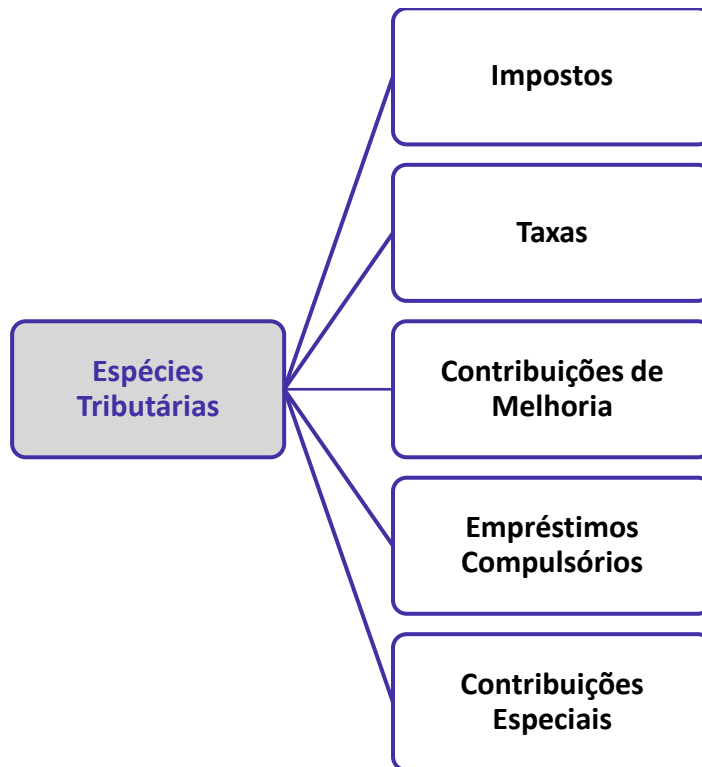 Impostos
Taxas
Espécies
Tributárias
Contribuições de
Melhoria
Empréstimos
Compulsórios
Contribuições
Especiais